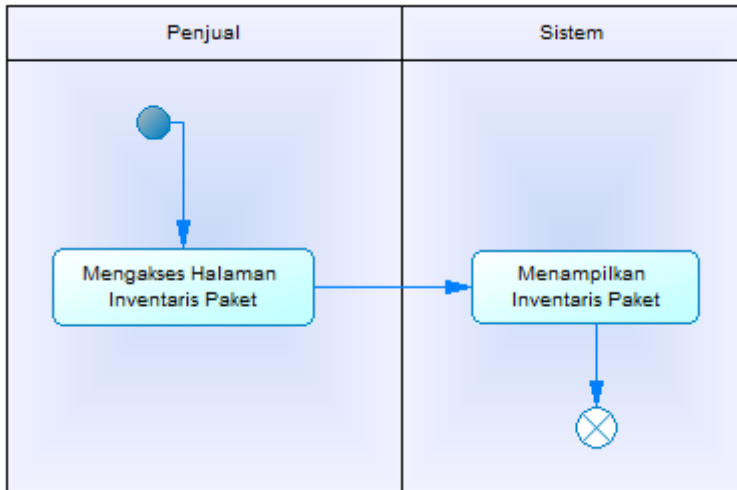 Penjual
Sistem
Mengakses Halaman
Inventaris Paket
Menampilkan
Inventaris Paket